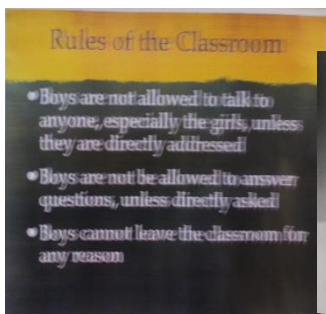 Rules of the Classroom
Boys are not allowed to talk to
anyone, especially the girls, unless
they are directly addressed
Boys are not be allowed to answer
questions, unless directly asked
Boys cannot leave the classroom for
any reason